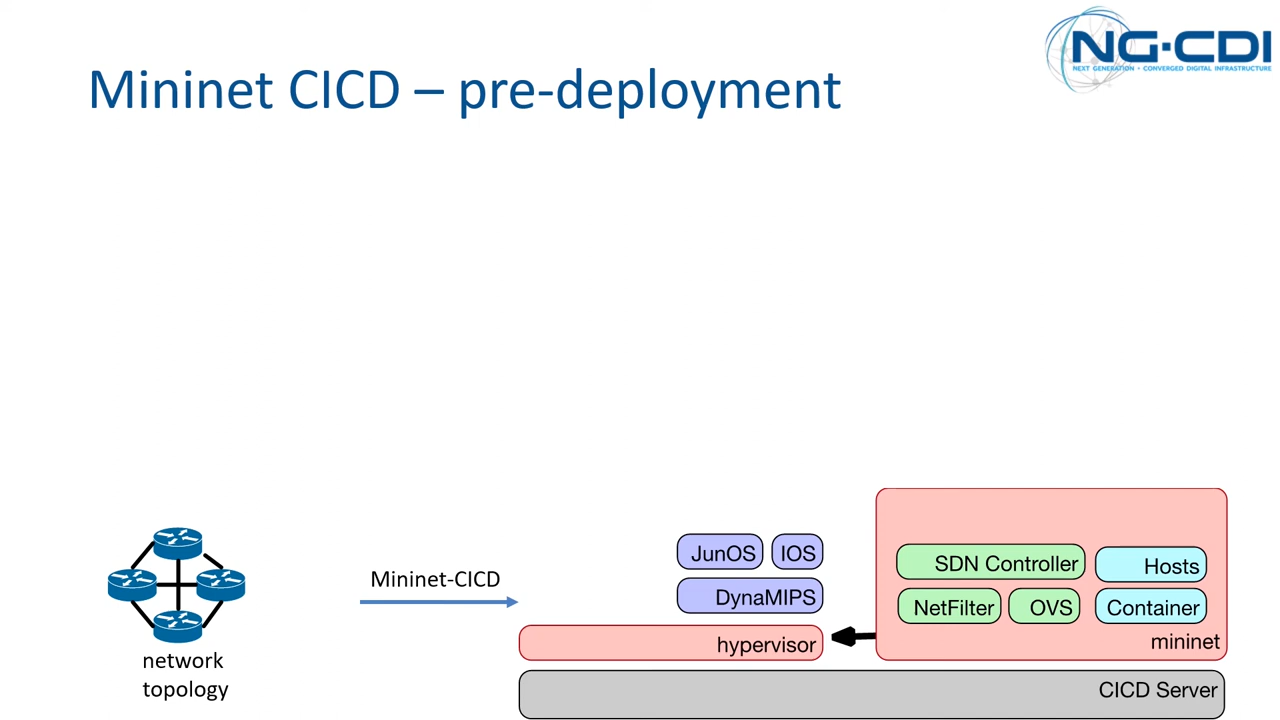 NG-CDI
NEXT GENERATION • CONVERGED DIGITAL INFRASTRUCTURE
Mininet CICD – pre-deployment
JunOS
IOS
SDN Controller
Hosts
Mininet-CICD
DynaMIPS
NetFilter
OVS
Container
hypervisor
mininet
network
topology
CICD Server